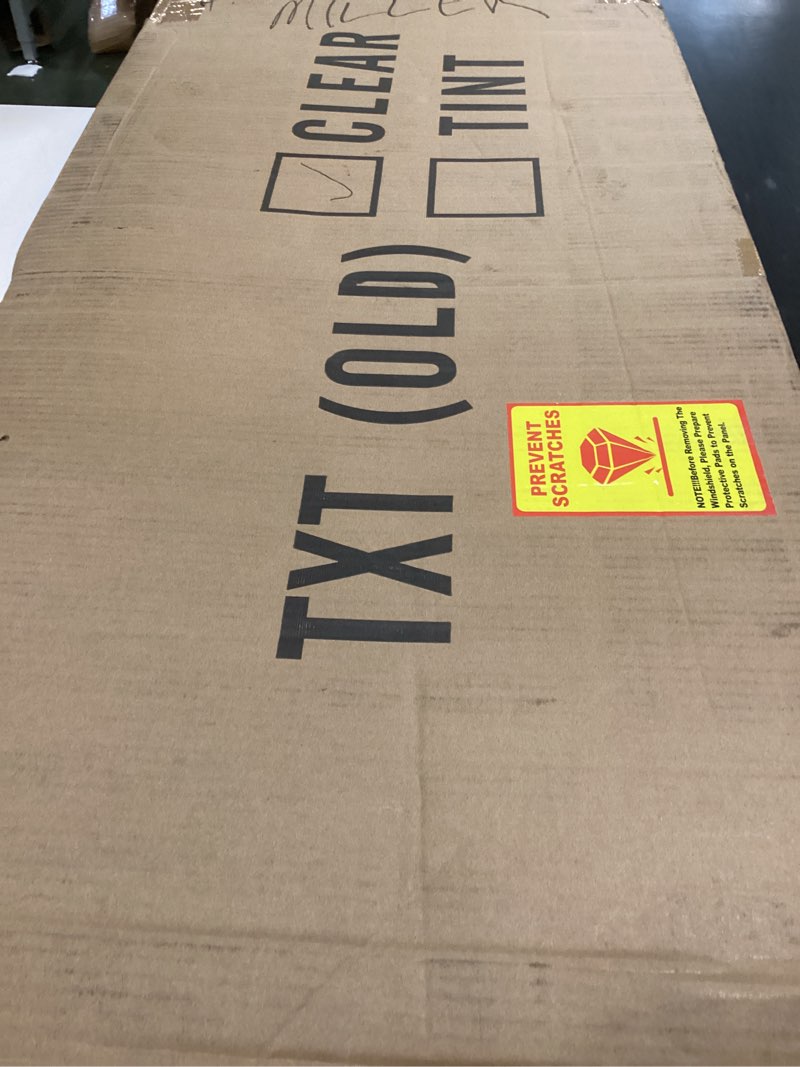 MILLER
CLEAR
TINT
TXT (OLD)
PREVENT
SCRATCHES
NOTE!!!Before Removing The
Windshield, Please Prepare
Protective Pads to Prevent
Scratches on the Panel.